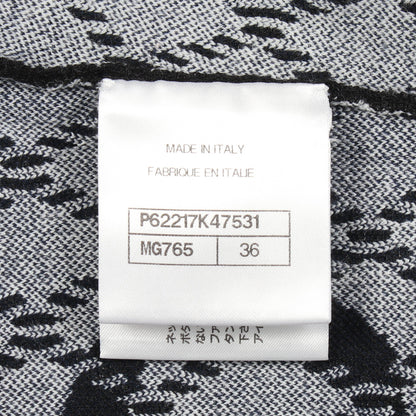 MADE IN ITALY
FABRIQUE EN ITALIE
P62217K47531
MG765 36